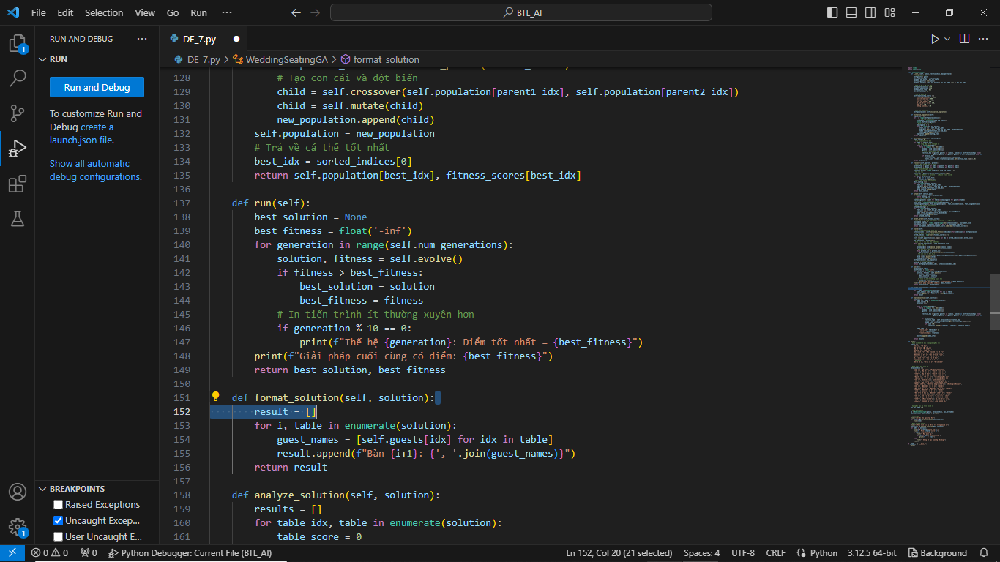 File Edit Selection View Go Run ··· BTL_AI
RUN AND DEBUG ···
RUN
Run and Debug
To customize Run and
Debug create a
launch.json file.
Show all automatic
debug configurations.
1
1
BREAKPOINTS
Raised Exceptions
Uncaught Excep...
User Uncaught E...
DE_7.py
DE_7.py > WeddingSeatingGA > format_solution
128 # Tạo con cái và đột biến
129 child = self.crossover(self.population[parent1_idx], self.population[parent2_idx])
130 child = self.mutate(child)
131 new_population.append(child)
132 self.population = new_population
133 # Trả về cá thể tốt nhất
134 best_idx = sorted_indices[0]
135 return self.population[best_idx], fitness_scores[best_idx]
136
137 def run(self):
138 best_solution = None
139 best_fitness = float('-inf')
140 for generation in range(self.num_generations):
141 solution, fitness = self.evolve()
142 if fitness > best_fitness:
143 best_solution = solution
144 best_fitness = fitness
145 # In tiến trình ít thường xuyên hơn
146 if generation % 10 == 0:
147 print(f"Thế hệ {generation}: Điểm tốt nhất = {best_fitness}")
148 print(f"Giải pháp cuối cùng có điểm: {best_fitness}")
149 return best_solution, best_fitness
150
151 def format_solution(self, solution):
152 result = []
153 for i, table in enumerate(solution):
154 guest_names = [self.guests[idx] for idx in table]
155 result.append(f"Bàn {i+1}: {', '.join(guest_names)}")
156 return result
157
158 def analyze_solution(self, solution):
159 results = []
160 for table_idx, table in enumerate(solution):
161 table_score = 0
0 0 0 Python Debugger: Current File (BTL_AI) Ln 152, Col 20 (21 selected) Spaces: 4 UTF-8 CRLF Python 3.12.5 64-bit Background